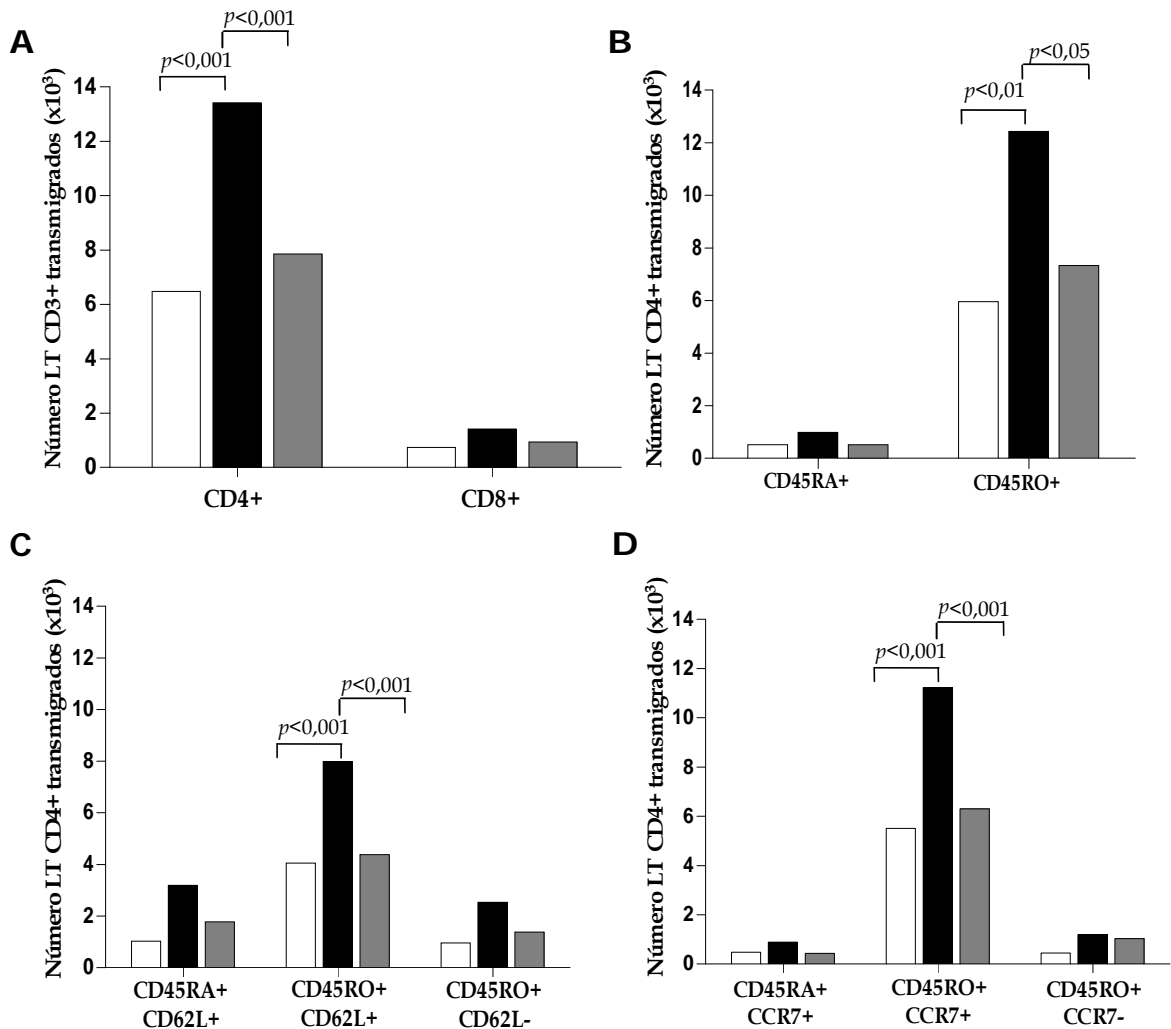 A
p<0,001
p<0,001
Número LT CD3+ transmigrados (x10³)
14
12
10
8
6
4
2
0
CD4+
CD8+
B
p<0,05
p<0,01
Número LT CD4+ transmigrados (x10³)
14
12
10
8
6
4
2
0
CD45RA+
CD45RO+
C
p<0,001
p<0,001
Número LT CD4+ transmigrados (x10³)
14
12
10
8
6
4
2
0
CD45RA+
CD62L+
CD45RO+
CD62L+
CD45RO+
CD62L-
D
p<0,001
p<0,001
Número LT CD4+ transmigrados (x10³)
14
12
10
8
6
4
2
0
CD45RA+
CCR7+
CD45RO+
CCR7+
CD45RO+
CCR7-